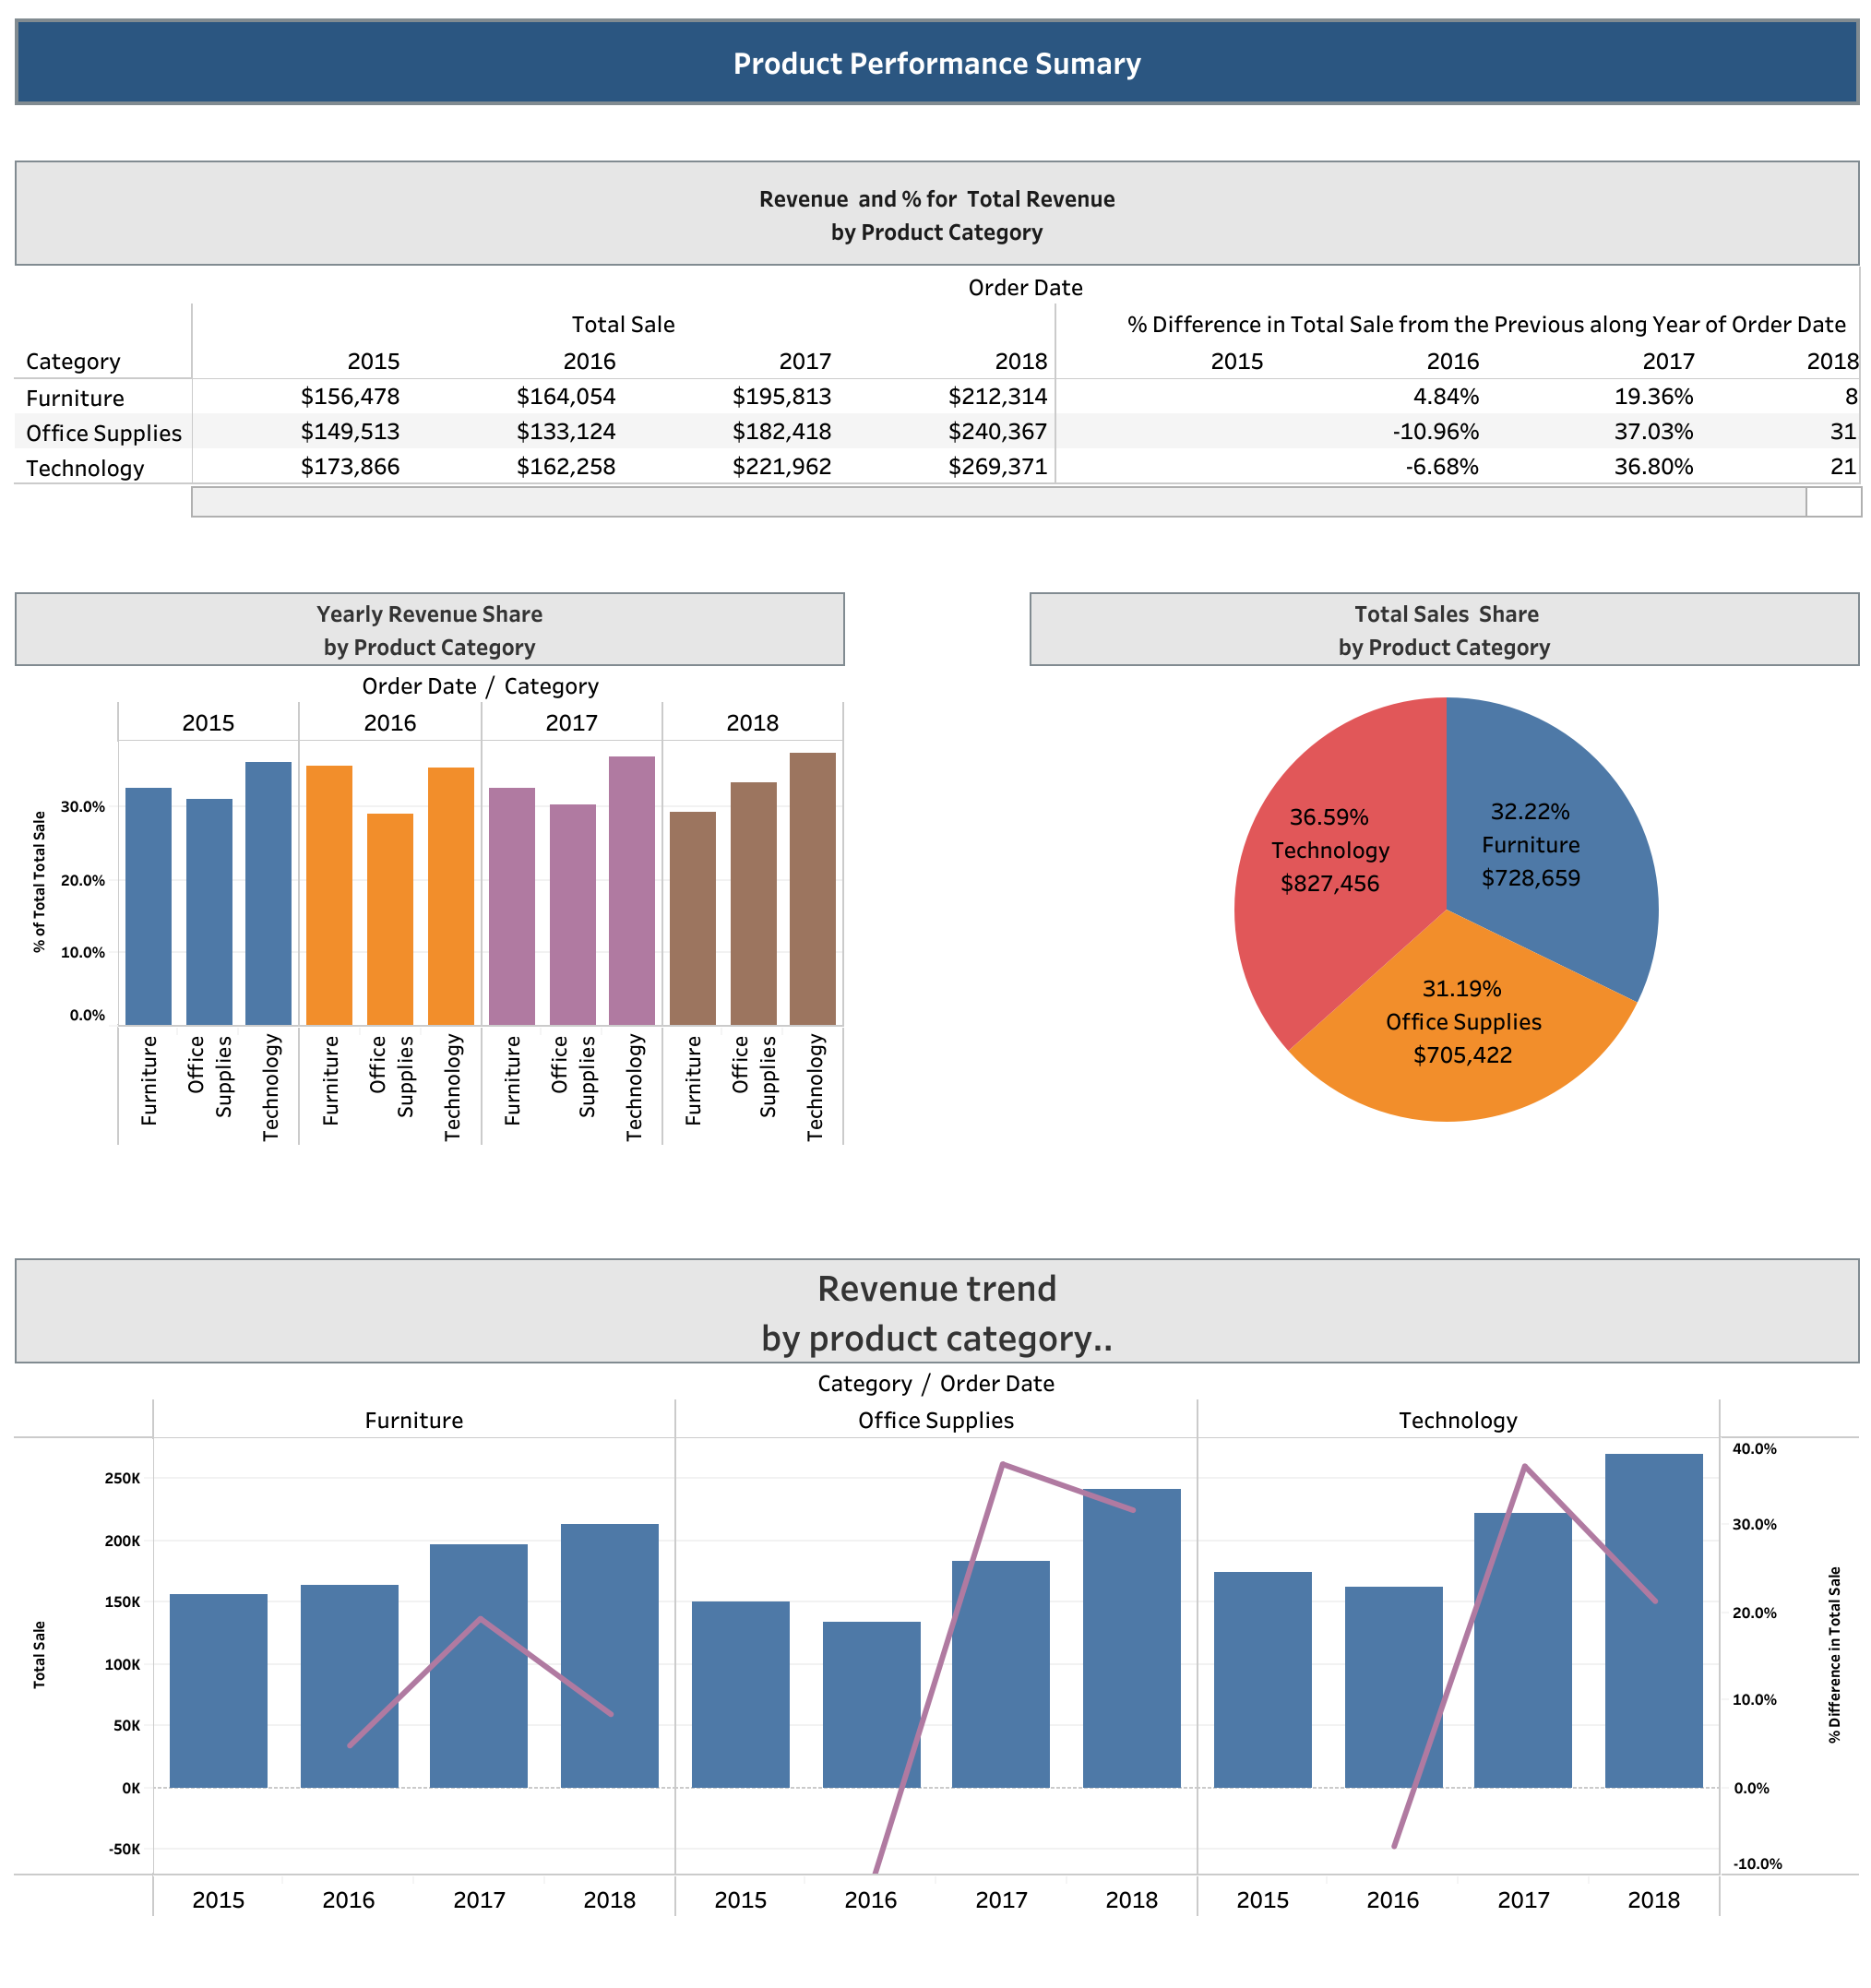 Product Performance Sumary
Revenue and % for Total Revenue
by Product Category
Order Date
Total Sale % Difference in Total Sale from the Previous along Year of Order Date
Category 2015 2016 2017 2018 2015 2016 2017 2018
Furniture $156,478 $164,054 $195,813 $212,314 4.84% 19.36% 8
Office Supplies $149,513 $133,124 $182,418 $240,367 -10.96% 37.03% 31
Technology $173,866 $162,258 $221,962 $269,371 -6.68% 36.80% 21
Yearly Revenue Share
by Product Category
Order Date / Category
2015 2016 2017 2018
% of Total Total Sale
30.0%
20.0%
10.0%
0.0%
Furniture Office Supplies Technology Furniture Office Supplies Technology Furniture Office Supplies Technology Furniture Office Supplies Technology
Total Sales Share
by Product Category
36.59%
Technology
$827,456
32.22%
Furniture
$728,659
31.19%
Office Supplies
$705,422
Revenue trend
by product category..
Category / Order Date
Furniture Office Supplies Technology
Total Sale
250K
200K
150K
100K
50K
0K
-50K
40.0%
30.0%
20.0%
10.0%
0.0%
-10.0%
% Difference in Total Sale
2015 2016 2017 2018 2015 2016 2017 2018 2015 2016 2017 2018